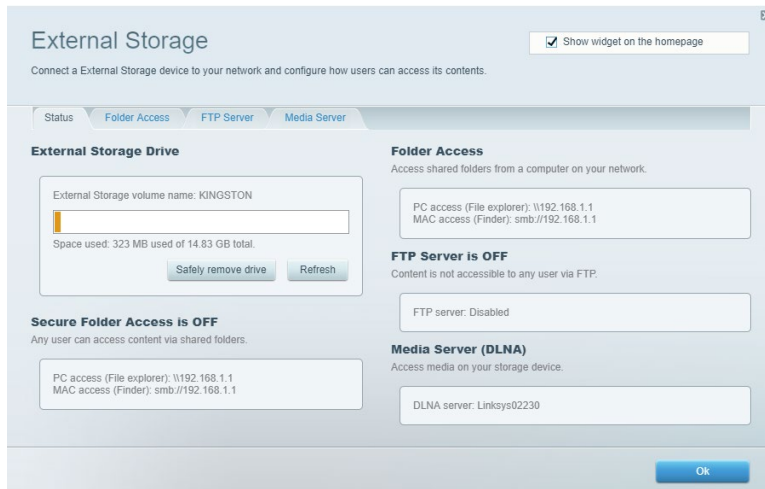 External Storage
Show widget on the homepage
Connect a External Storage device to your network and configure how users can access its contents.
Status
Folder Access
FTP Server
Media Server
External Storage Drive
External Storage volume name: KINGSTON
Space used: 323 MB used of 14.83 GB total.
Safely remove drive
Refresh
Secure Folder Access is OFF
Any user can access content via shared folders.
PC access (File explorer): \\192.168.1.1
MAC access (Finder): smb://192.168.1.1
Folder Access
Access shared folders from a computer on your network.
PC access (File explorer): \\192.168.1.1
MAC access (Finder): smb://192.168.1.1
FTP Server is OFF
Content is not accessible to any user via FTP.
FTP server: Disabled
Media Server (DLNA)
Access media on your storage device.
DLNA server: Linksys02230
Ok